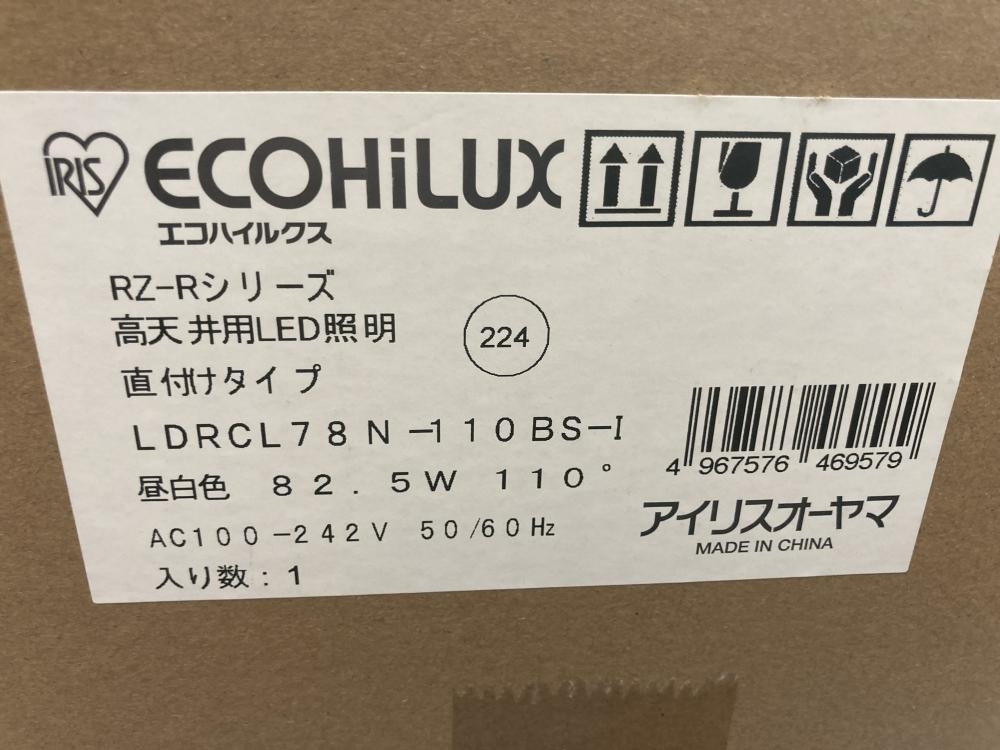 IRIS ECOHiLUX
エコハイルクス
RZ-Rシリーズ
高天井用LED照明
224
直付けタイプ
LDRCL78N-110BS-I
昼白色 82.5W 110°
4 967576 469579
AC100-242V 50/60Hz
アイリスオーヤマ
MADE IN CHINA
入り数:1